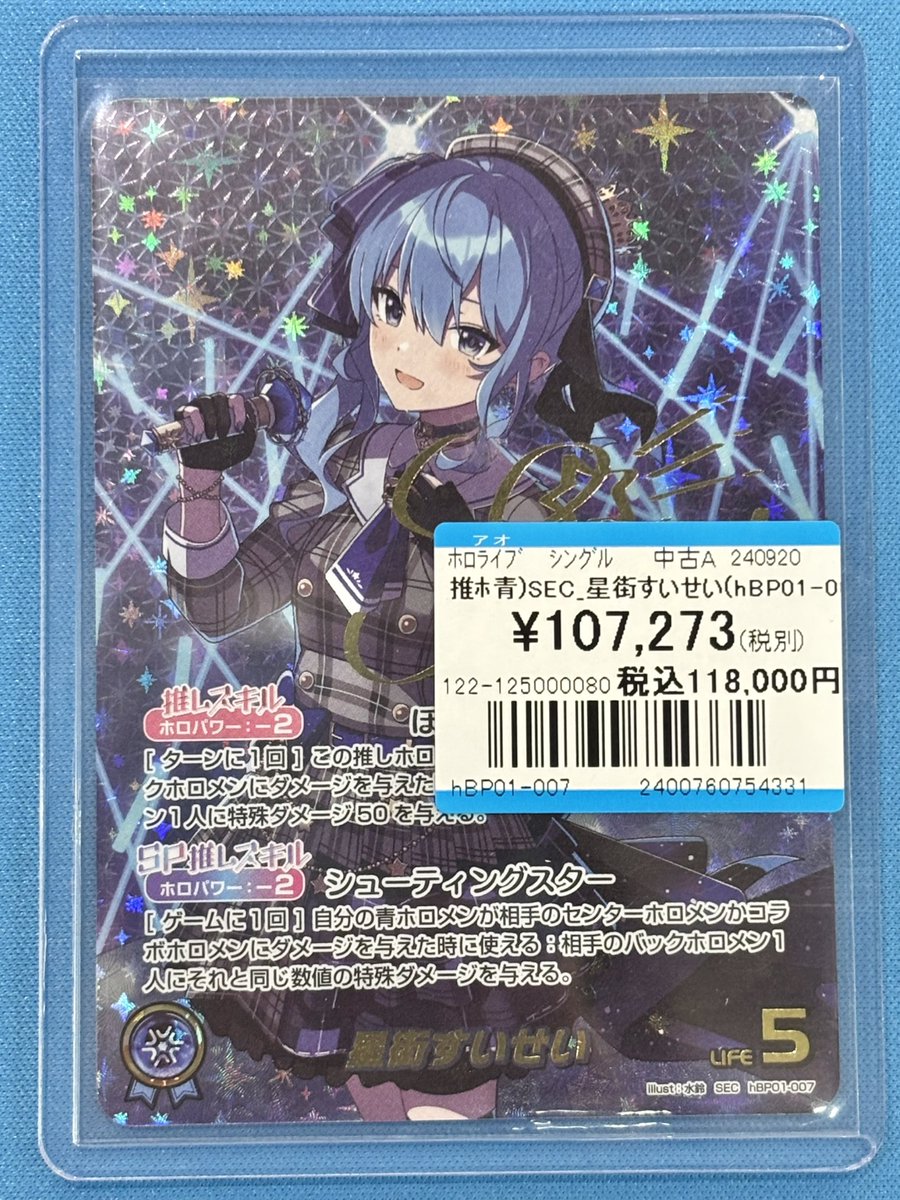 アオ
ホロライブ シングル 中古A 240920
推ホ青)SEC_星街すいせい(hBP01-0
¥107,273(税別)
122-125000080 税込118,000円
hBP01-007 2400760754331
推しスキル
ホロパワー:-2
ほ
[ ターンに1回 ] この推しホロ
クホロメンにダメージを与えた
ン1人に特殊ダメージ50を与える。
SP推しスキル
ホロパワー:-2 シューティングスター
[ ゲームに1回 ] 自分の青ホロメンが相手のセンターホロメンかコラ
ボホロメンにダメージを与えた時に使える:相手のバックホロメン1
人にそれと同じ数値の特殊ダメージを与える。
星街すいせい
LIFE 5
illust:水鈴 SEC hBP01-007